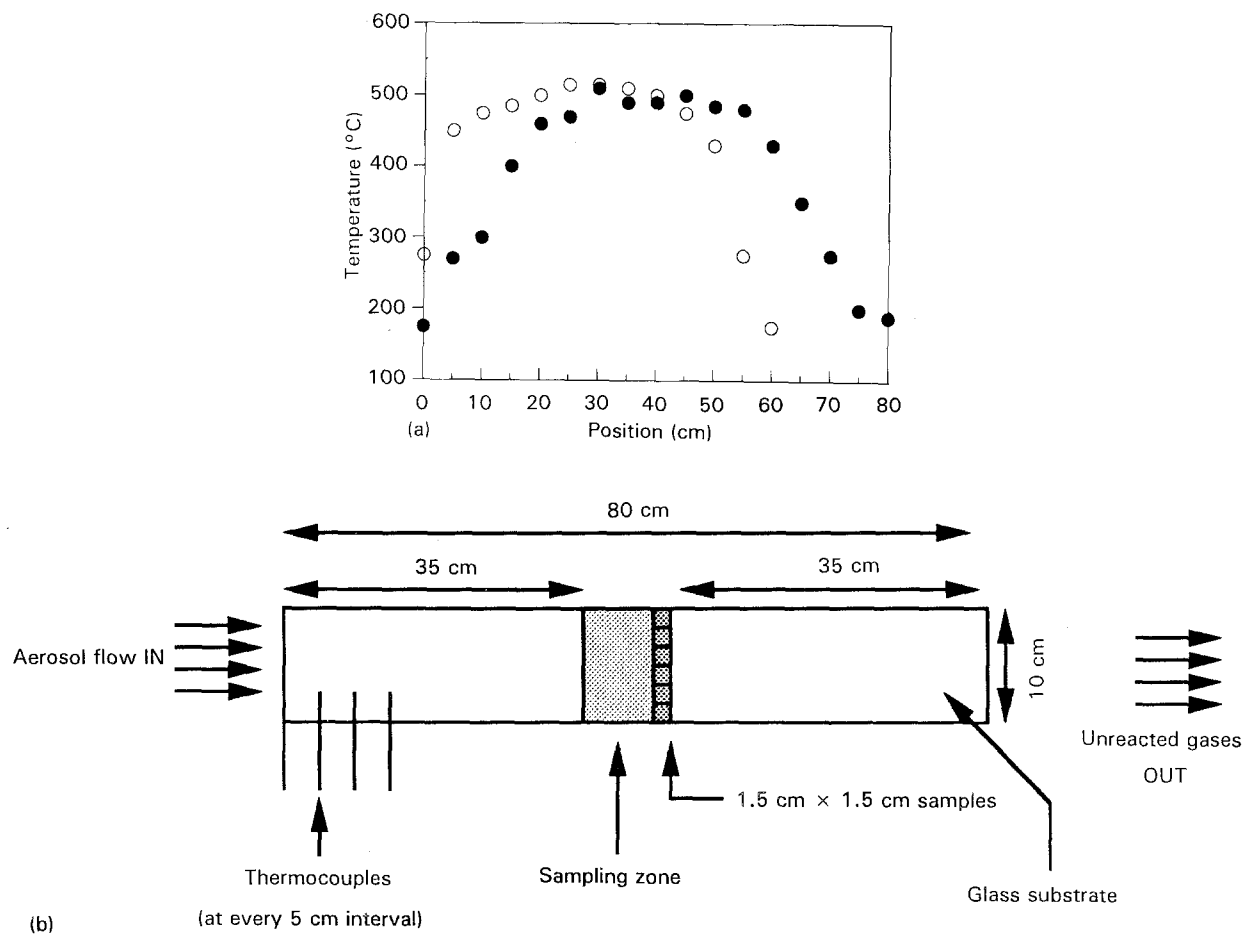 600
500
400
300
200
100
Temperature (°C)
0 10 20 30 40 50 60 70 80
(a)
Position (cm)
80 cm
35 cm 35 cm
Aerosol flow IN
10 cm
Unreacted gases
OUT
1.5 cm × 1.5 cm samples
Thermocouples
(at every 5 cm interval)
Sampling zone
Glass substrate
(b)